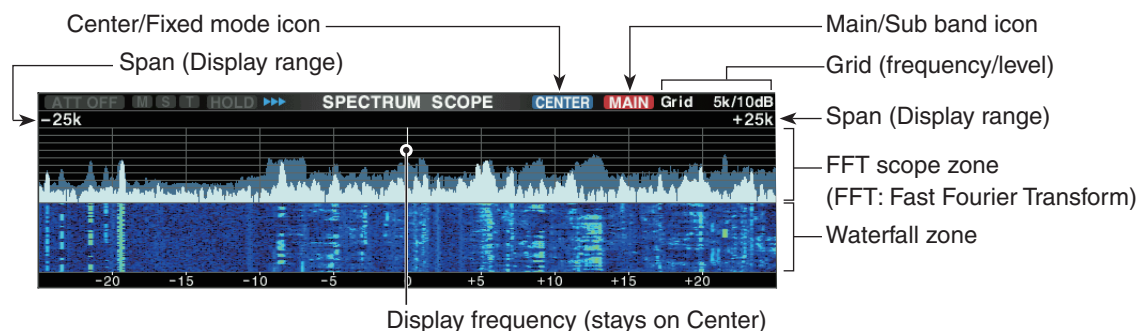 Center/Fixed mode icon
Main/Sub band icon
Span (Display range)
Grid (frequency/level)
ATT OFF M S T HOLD SPECTRUM SCOPE CENTER MAIN Grid 5k/10dB
−25k +25k
Span (Display range)
FFT scope zone
(FFT: Fast Fourier Transform)
Waterfall zone
−20 −15 −10 −5 0 +5 +10 +15 +20
Display frequency (stays on Center)